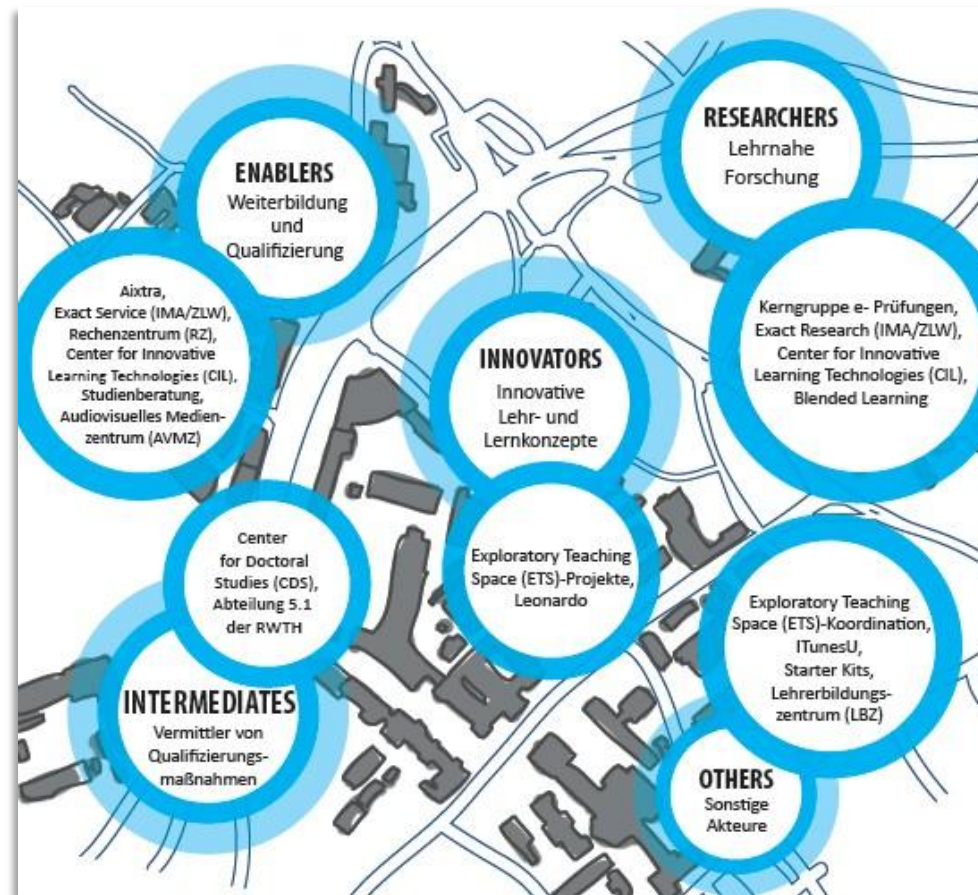 ENABLERS
Weiterbildung
und
Qualifizierung
Aixtra,
Exact Service (IMA/ZLW),
Rechenzentrum (RZ),
Center for Innovative
Learning Technologies (CIL),
Studienberatung,
Audiovisuelles Medien-
zentrum (AVMZ)
RESEARCHERS
Lehrnahe
Forschung
Kerngruppe e- Prüfungen,
Exact Research (IMA/ZLW),
Center for Innovative
Learning Technologies (CIL),
Blended Learning
INNOVATORS
Innovative
Lehr- und
Lernkonzepte
Exploratory Teaching
Space (ETS)-Projekte,
Leonardo
Center
for Doctoral
Studies (CDS),
Abteilung 5.1
der RWTH
INTERMEDIATES
Vermittler von
Qualifizierungs-
maßnahmen
Exploratory Teaching
Space (ETS)-Koordination,
ITunesU,
Starter Kits,
Lehrerbildungs-
zentrum (LBZ)
OTHERS
Sonstige
Akteure